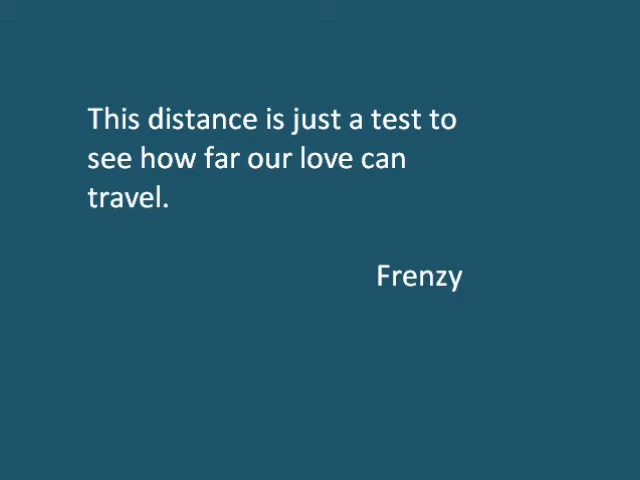 This distance is just a test to
see how far our love can
travel.
Frenzy